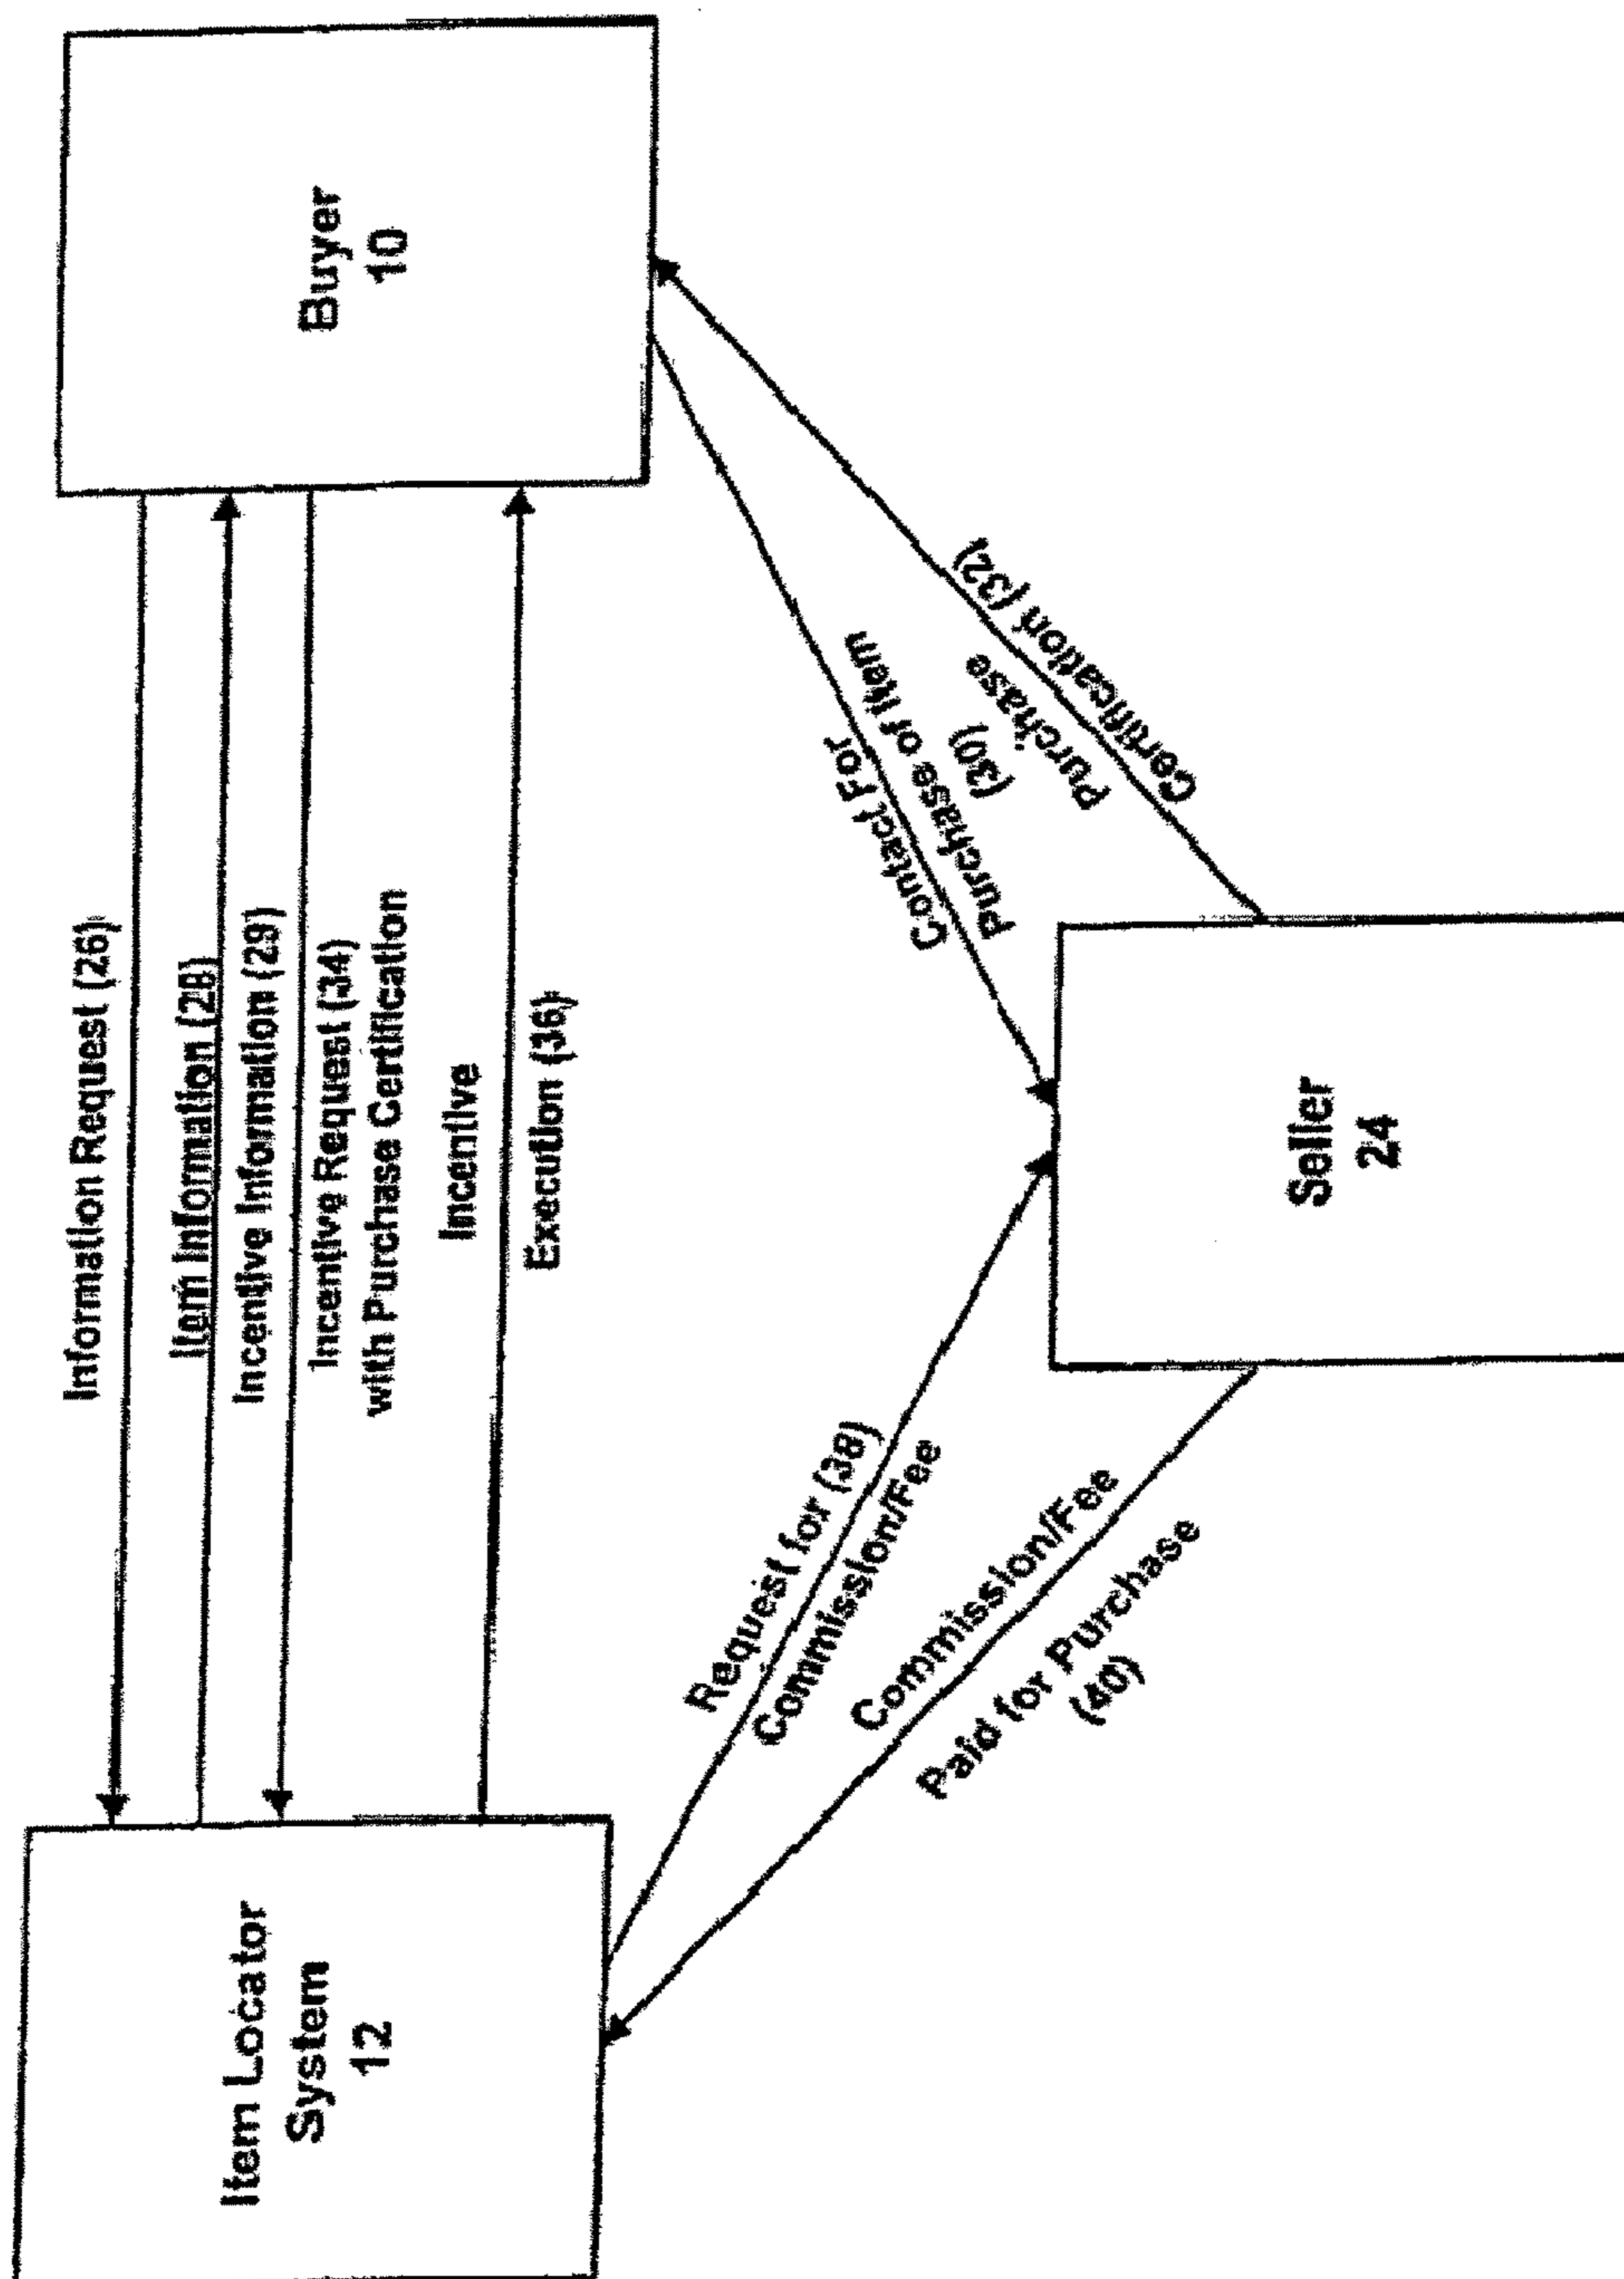 Information Request (26)
Item Information (28)
Incentive Information (29)
Incentive Request (34)
with Purchase Certification
Incentive
Execution (36)
Item Locator
System
12
Buyer
10
Request for (38)
Commission/Fee
Commission/Fee
Paid for Purchase
(40)
Contact For
Purchase of Item
(30)
Purchase
Certification (32)
Seller
24